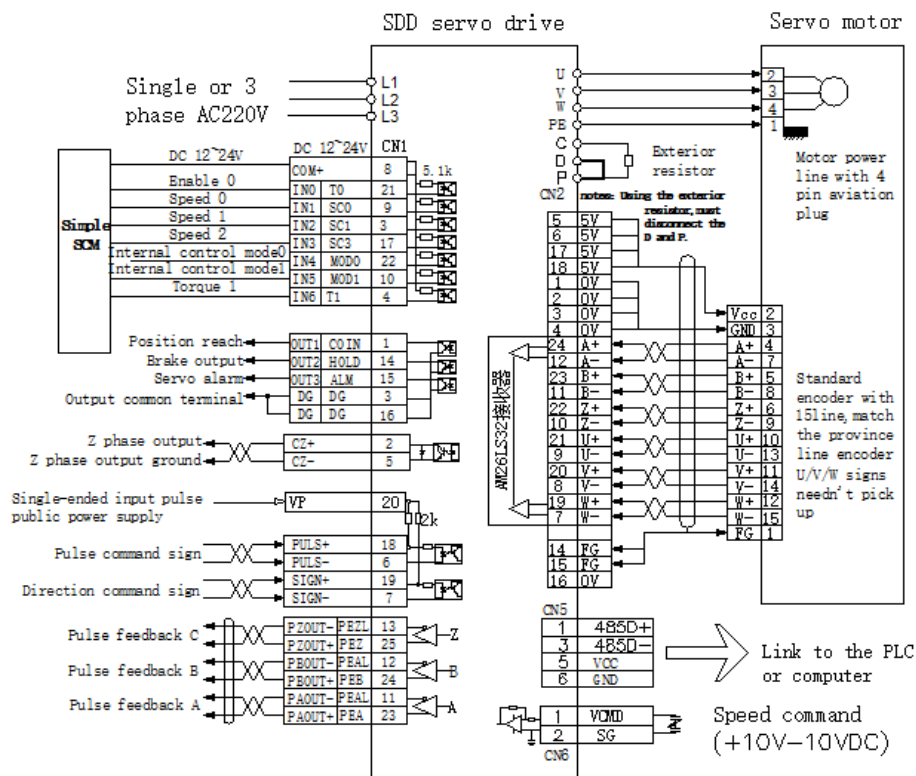 SDD servo drive
Servo motor
Single or 3
phase AC220V
L1
L2
L3
U
V
W
PE
C
D
P
2
3
4
1
Exterior
resistor
Motor power
line with 4
pin aviation
plug
CN2
notes: Using the exterior
resistor, must
disconnect the
D and P.
Simple
SCM
DC 12~24V
DC 12~24V CN1
5.1k
COM+ 8
Enable 0 IN0 T0 21
Speed 0 IN1 SC0 9
Speed 1 IN2 SC1 3
Speed 2 IN3 SC3 17
Internal control mode0 IN4 MOD0 22
Internal control mode1 IN5 MOD1 10
Torque 1 IN6 T1 4
Position reach OUT1 COIN 1
Brake output OUT2 HOLD 14
Servo alarm OUT3 ALM 15
Output common terminal DG DG 3
DG DG 16
Z phase output CZ+ 2
Z phase output ground CZ- 5
Single-ended input pulse
public power supply
VP 20
2k
Pulse command sign PULS+ 18
PULS- 6
Direction command sign SIGN+ 19
SIGN- 7
Pulse feedback C PZOUT- PEZL 13 Z
PZOUT+ PEZ 25
Pulse feedback B PBOUT- PEAL 12 B
PBOUT+ PEB 24
Pulse feedback A PAOUT- PEAL 11 A
PAOUT+ PEA 23
5 5V
6 5V
17 5V
18 5V
1 0V
2 0V
3 0V
4 0V
24 A+
12 A-
23 B+
11 B-
22 Z+
10 Z-
21 U+
9 U-
20 V+
8 V-
19 W+
7 W-
14 FG
15 FG
16 0V
AM26LS32接收器
Vcc 2
GND 3
A+ 4
A- 7
B+ 5
B- 8
Z+ 6
Z- 9
U+ 10
U- 13
V+ 11
V- 14
W+ 12
W- 15
FG 1
Standard
encoder with
15line, match
the province
line encoder
U/V/W signs
needn't pick
up
CN5
1 485D+
3 485D-
5 VCC
6 GND
Link to the PLC
or computer
1 VCMD
2 SG
CN6
Speed command
(+10V-10VDC)